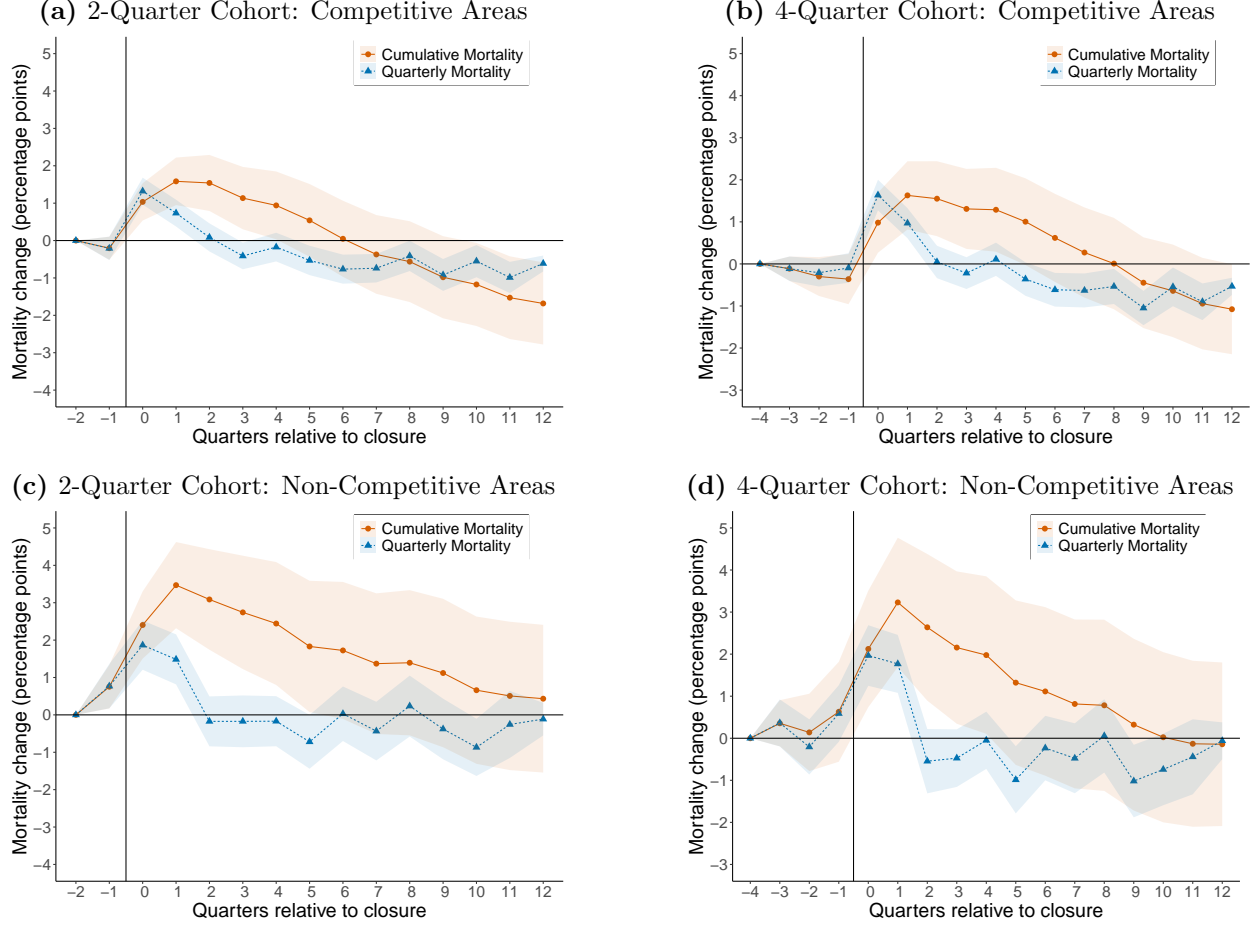 (a) 2-Quarter Cohort: Competitive Areas
Mortality change (percentage points)
5
4
3
2
1
0
−1
−2
−3
−4
Cumulative Mortality
Quarterly Mortality
−2 −1 0 1 2 3 4 5 6 7 8 9 10 11 12
Quarters relative to closure
(b) 4-Quarter Cohort: Competitive Areas
Mortality change (percentage points)
5
4
3
2
1
0
−1
−2
−3
Cumulative Mortality
Quarterly Mortality
−4 −3 −2 −1 0 1 2 3 4 5 6 7 8 9 10 11 12
Quarters relative to closure
(c) 2-Quarter Cohort: Non-Competitive Areas
Mortality change (percentage points)
5
4
3
2
1
0
−1
−2
−3
−4
Cumulative Mortality
Quarterly Mortality
−2 −1 0 1 2 3 4 5 6 7 8 9 10 11 12
Quarters relative to closure
(d) 4-Quarter Cohort: Non-Competitive Areas
Mortality change (percentage points)
5
4
3
2
1
0
−1
−2
−3
Cumulative Mortality
Quarterly Mortality
−4 −3 −2 −1 0 1 2 3 4 5 6 7 8 9 10 11 12
Quarters relative to closure